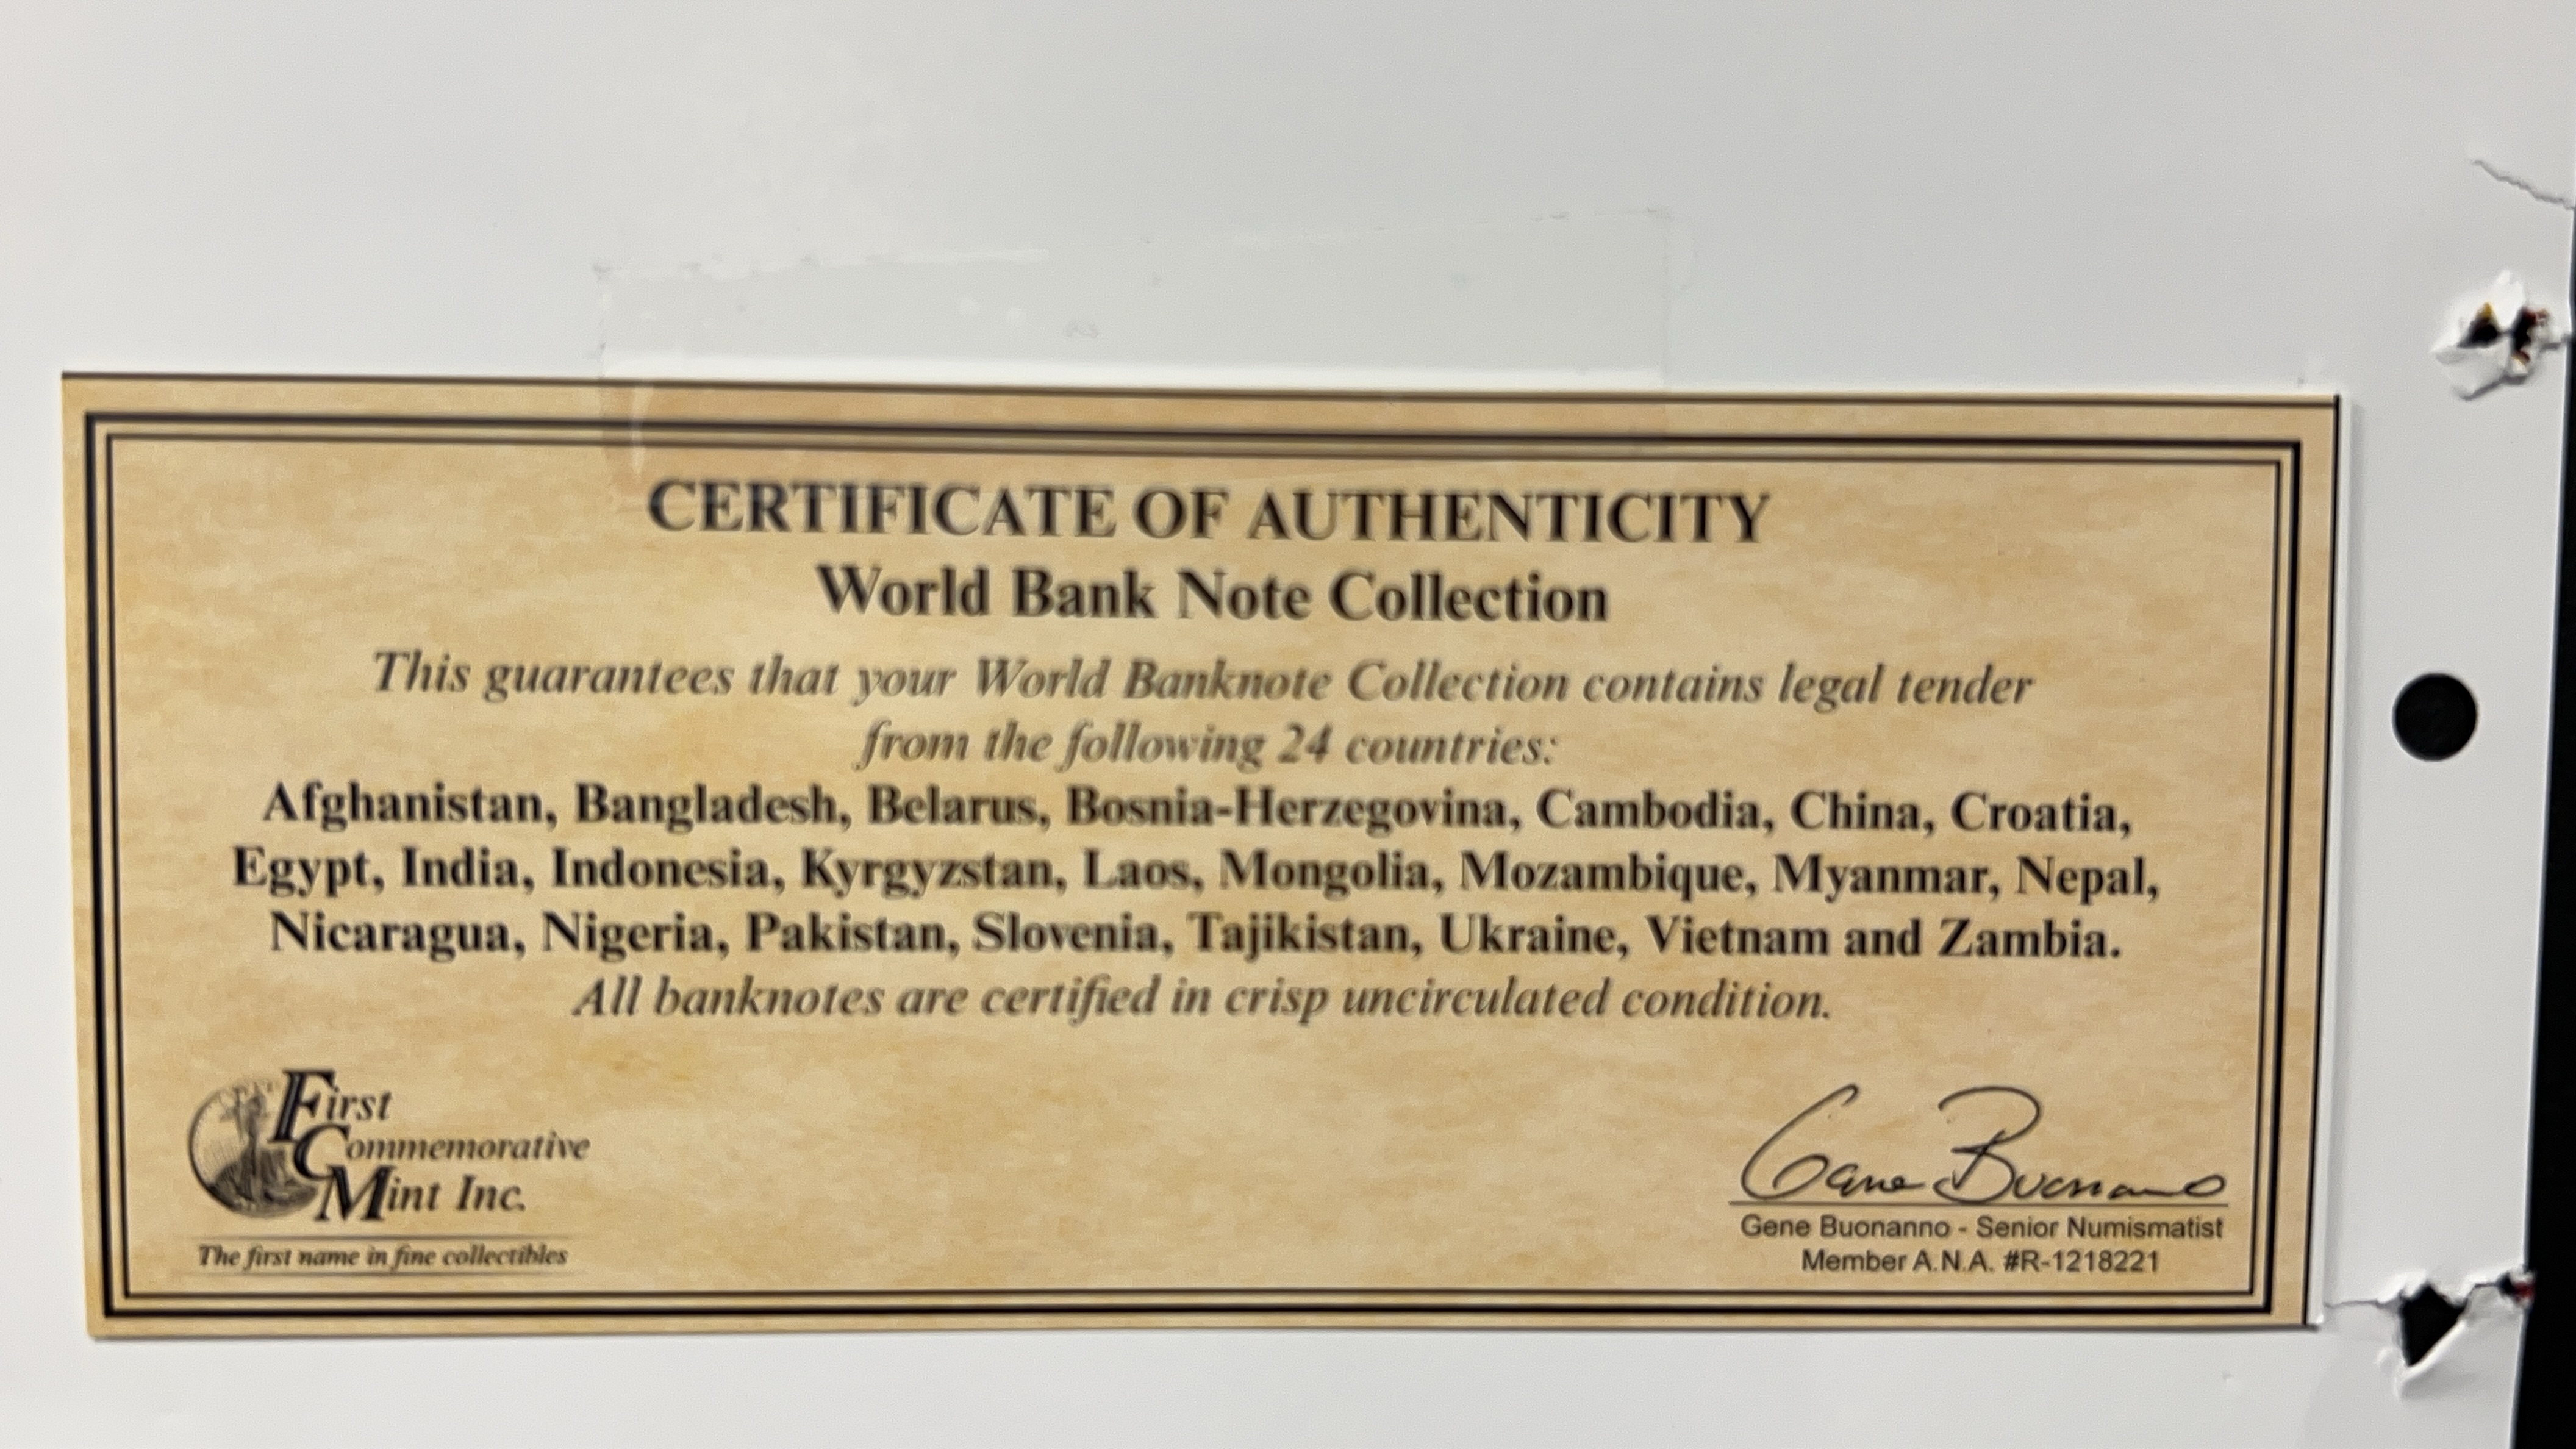 CERTIFICATE OF AUTHENTICITY
World Bank Note Collection
This guarantees that your World Banknote Collection contains legal tender
from the following 24 countries:
Afghanistan, Bangladesh, Belarus, Bosnia-Herzegovina, Cambodia, China, Croatia,
Egypt, India, Indonesia, Kyrgyzstan, Laos, Mongolia, Mozambique, Myanmar, Nepal,
Nicaragua, Nigeria, Pakistan, Slovenia, Tajikistan, Ukraine, Vietnam and Zambia.
All banknotes are certified in crisp uncirculated condition.
First
Commemorative
Mint Inc.
The first name in fine collectibles
Gene Buonanno
Gene Buonanno - Senior Numismatist
Member A.N.A. #R-1218221